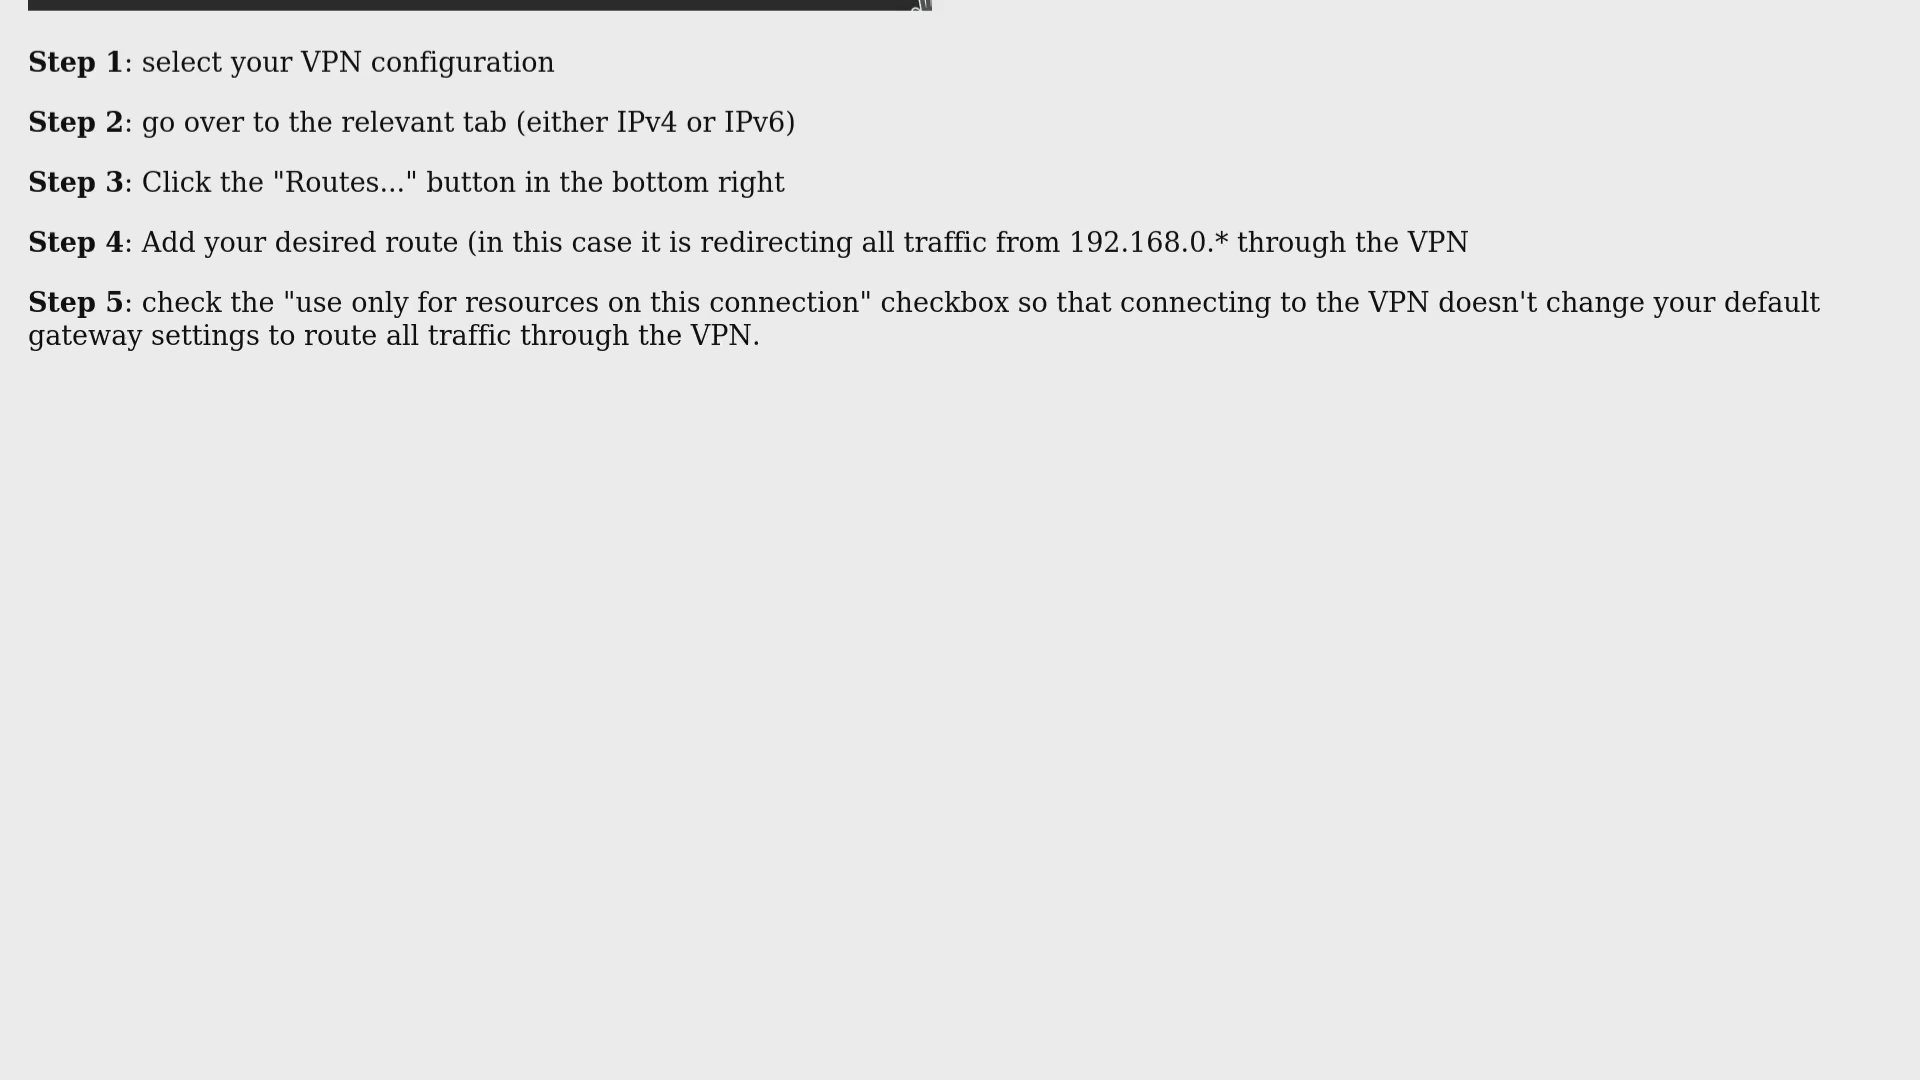 Step 1: select your VPN configuration
Step 2: go over to the relevant tab (either IPv4 or IPv6)
Step 3: Click the "Routes..." button in the bottom right
Step 4: Add your desired route (in this case it is redirecting all traffic from 192.168.0.* through the VPN
Step 5: check the "use only for resources on this connection" checkbox so that connecting to the VPN doesn't change your default
gateway settings to route all traffic through the VPN.